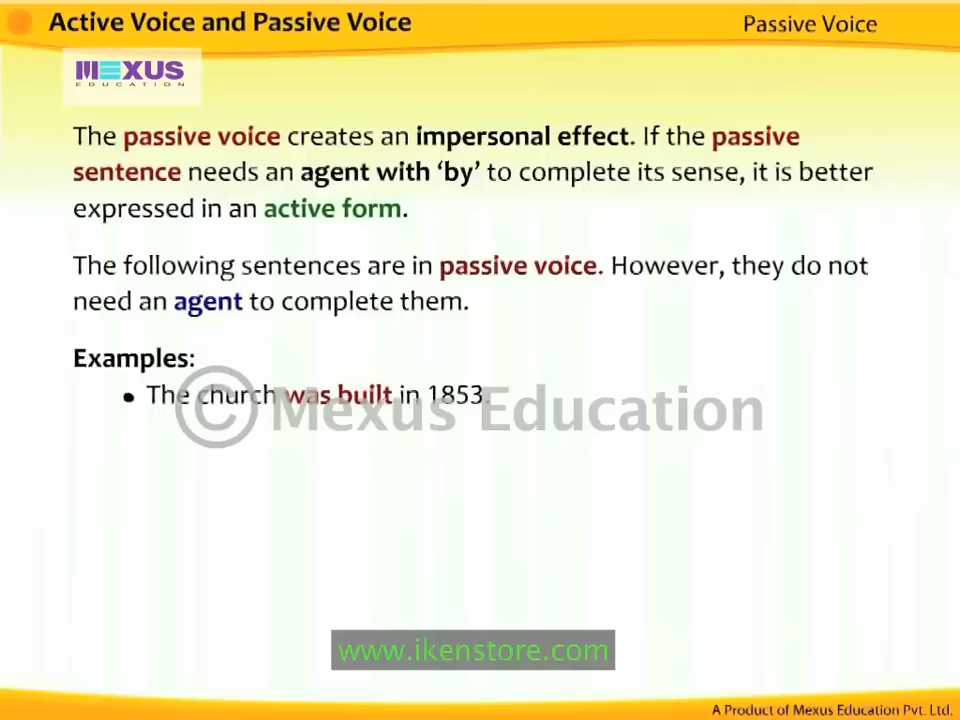 Active Voice and Passive Voice
Passive Voice
MEXUS
EDUCATION
The passive voice creates an impersonal effect. If the passive
sentence needs an agent with ‘by’ to complete its sense, it is better
expressed in an active form.
The following sentences are in passive voice. However, they do not
need an agent to complete them.
Examples:
• The church was built in 1853.
© Mexus Education
www.ikenstore.com
A Product of Mexus Education Pvt. Ltd.